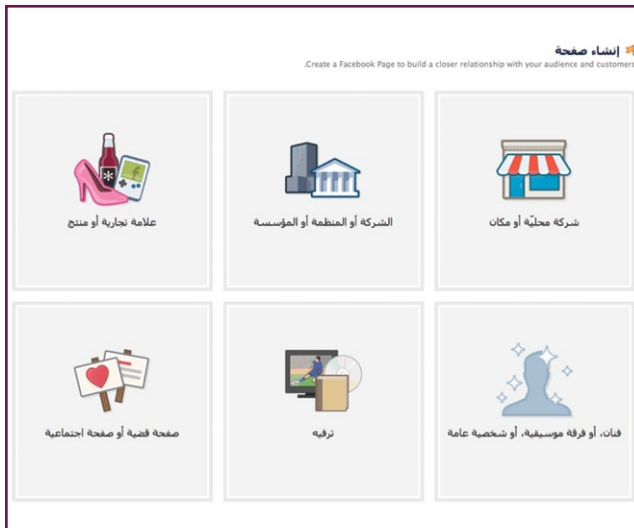 إنشاء صفحة
Create a Facebook Page to build a closer relationship with your audience and customers.
شركة محليّة أو مكان
الشركة أو المنظمة أو المؤسسة
علامة تجارية أو منتج
فنان، أو فرقة موسيقية، أو شخصية عامة
ترفيه
صفحة قضية أو صفحة اجتماعية